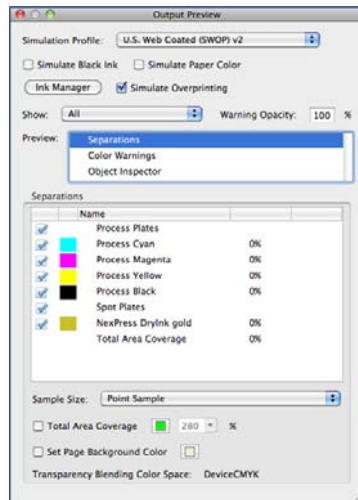 Output Preview
Simulation Profile: U.S. Web Coated (SWOP) v2
Simulate Black Ink Simulate Paper Color
Ink Manager Simulate Overprinting
Show: All Warning Opacity: 100 %
Preview: Separations
Color Warnings
Object Inspector
Separations
Name
Process Plates
Process Cyan 0%
Process Magenta 0%
Process Yellow 0%
Process Black 0%
Spot Plates
NexPress DryInk gold 0%
Total Area Coverage 0%
Sample Size: Point Sample
Total Area Coverage 280 %
Set Page Background Color
Transparency Blending Color Space: DeviceCMYK